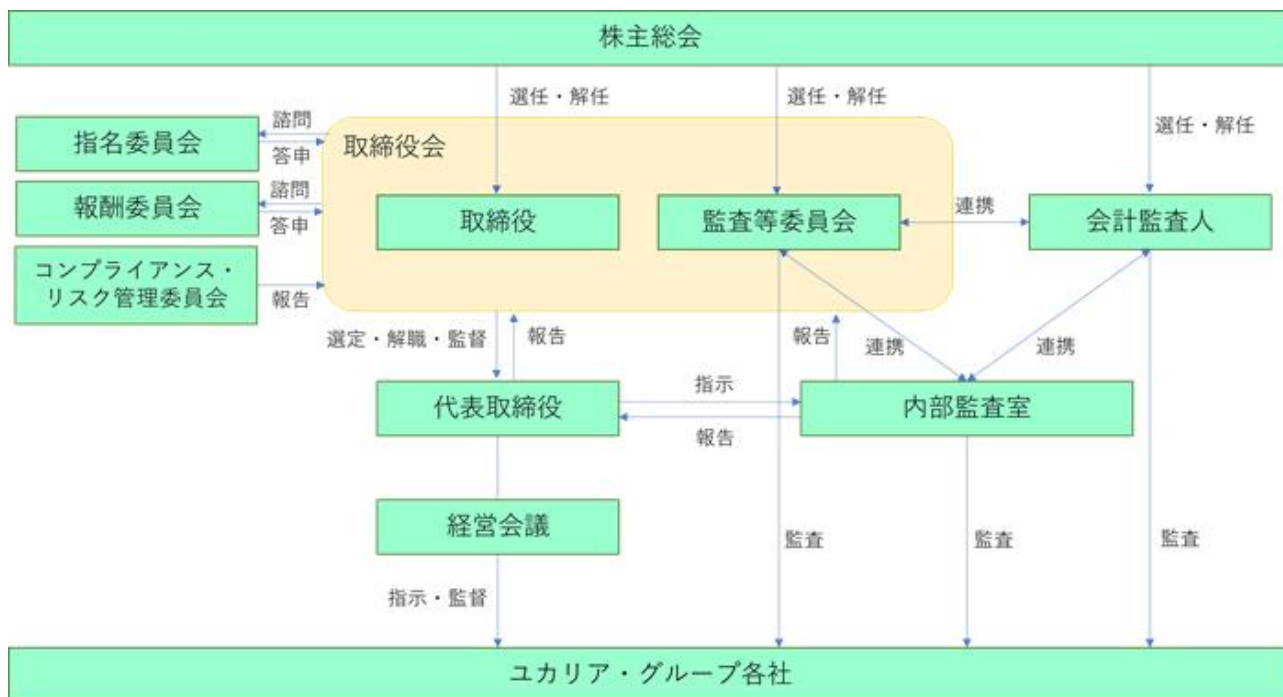 株主総会
選任・解任
選任・解任
選任・解任
指名委員会
諮問
答申
取締役会
報酬委員会
諮問
答申
取締役
監査等委員会
連携
会計監査人
コンプライアンス・
リスク管理委員会
報告
選定・解職・監督
報告
報告
連携
連携
代表取締役
指示
報告
内部監査室
経営会議
監査
監査
監査
指示・監督
ユカリア・グループ各社